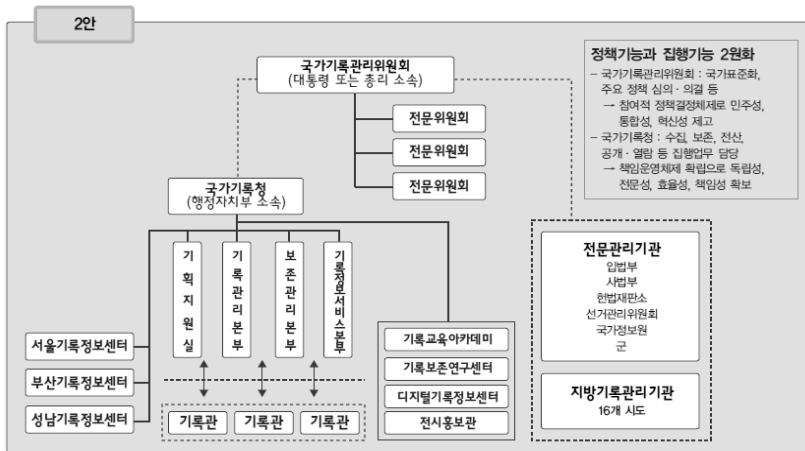 2안
국가기록관리위원회
(대통령 또는 총리 소속)
전문위원회
전문위원회
전문위원회
정책기능과 집행기능 2원화
– 국가기록관리위원회 : 국가표준화,
주요 정책 심의 · 의결 등
→ 참여적 정책결정체제로 민주성,
통합성, 혁신성 제고
– 국가기록청 : 수집, 보존, 전산,
공개 · 열람 등 집행업무 담당
→ 책임운영체제 확립으로 독립성,
전문성, 효율성, 책임성 확보
국가기록청
(행정자치부 소속)
기획지원실
기록관리본부
보존관리본부
기록정보서비스본부
서울기록정보센터
부산기록정보센터
성남기록정보센터
기록관
기록관
기록관
기록교육아카데미
기록보존연구센터
디지털기록정보센터
전시홍보관
전문관리기관
입법부
사법부
헌법재판소
선거관리위원회
국가정보원
군
지방기록관리기관
16개 시도